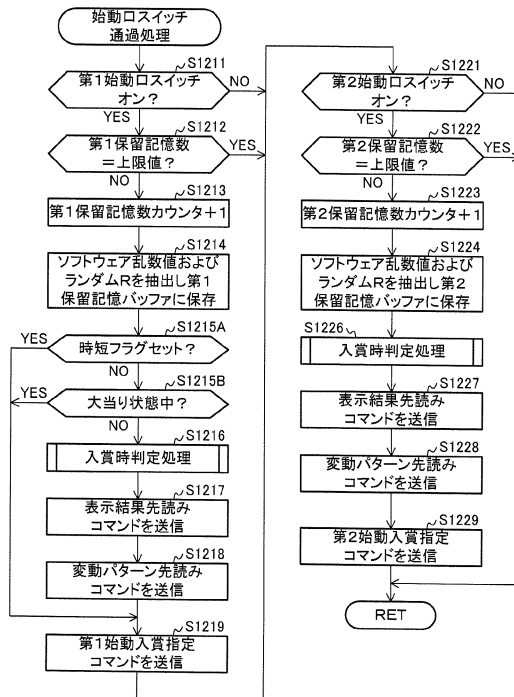 始動口スイッチ
通過処理
S1211
第1始動口スイッチ
オン?
NO
YES
S1212
第1保留記憶数
=上限値?
YES
NO
S1213
第1保留記憶数カウンタ+1
S1214
ソフトウェア乱数値および
ランダムRを抽出し第1
保留記憶バッファに保存
S1215A
YES
時短フラグセット?
NO
S1215B
YES
大当り状態中?
NO
S1216
入賞時判定処理
S1217
表示結果先読み
コマンドを送信
S1218
変動パターン先読み
コマンドを送信
S1219
第1始動入賞指定
コマンドを送信
S1221
第2始動口スイッチ
オン?
NO
YES
S1222
第2保留記憶数
=上限値?
YES
NO
S1223
第2保留記憶数カウンタ+1
S1224
ソフトウェア乱数値および
ランダムRを抽出し第2
保留記憶バッファに保存
S1226
入賞時判定処理
S1227
表示結果先読み
コマンドを送信
S1228
変動パターン先読み
コマンドを送信
S1229
第2始動入賞指定
コマンドを送信
RET